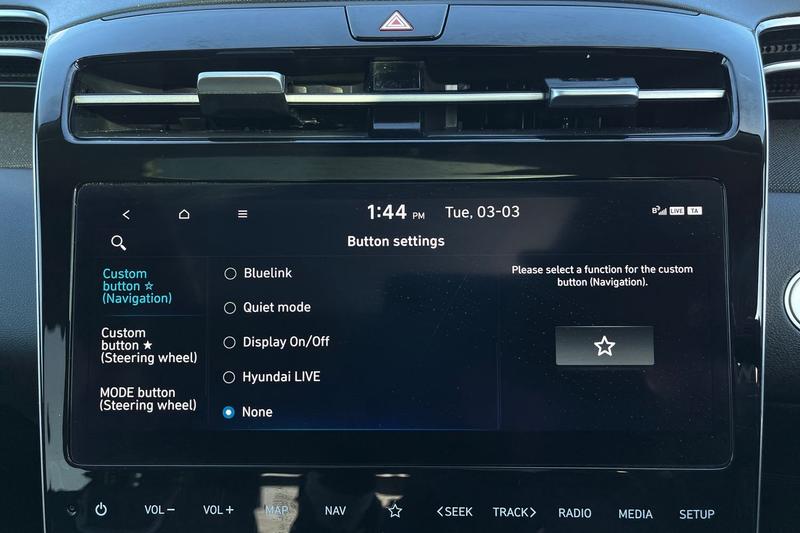 1:44 PM Tue, 03-03
LIVE TA
Button settings
Custom
button ☆
(Navigation)
Custom
button ★
(Steering wheel)
MODE button
(Steering wheel)
Bluelink
Quiet mode
Display On/Off
Hyundai LIVE
None
Please select a function for the custom
button (Navigation).
VOL− VOL+ MAP NAV ☆ <SEEK TRACK> RADIO MEDIA SETUP